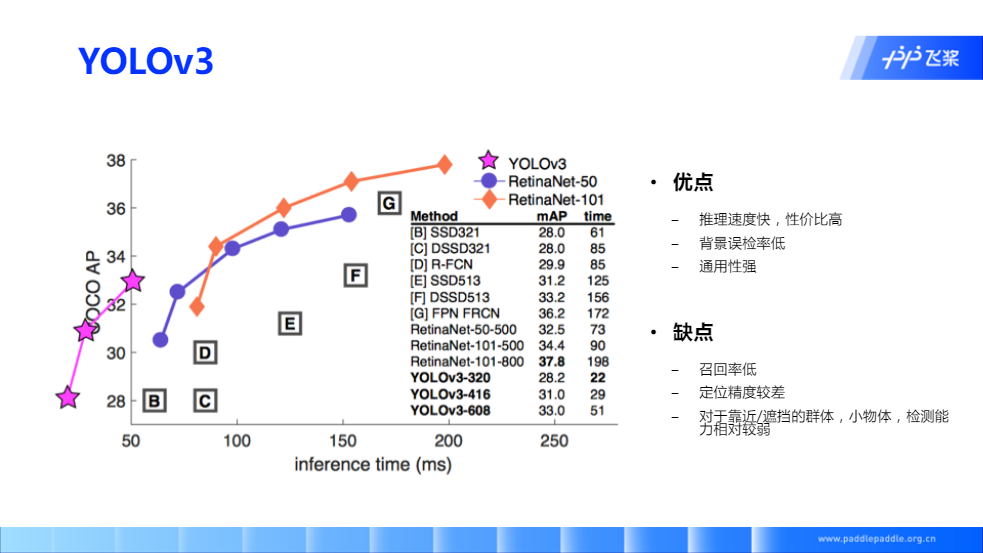 YOLOv3
飞桨
COCO AP
38
36
34
32
30
28
50
100
150
200
250
inference time (ms)
B
C
D
E
F
G
YOLOv3
RetinaNet-50
RetinaNet-101
Method mAP time
[B] SSD321 28.0 61
[C] DSSD321 28.0 85
[D] R-FCN 29.9 85
[E] SSD513 31.2 125
[F] DSSD513 33.2 156
[G] FPN FRCN 36.2 172
RetinaNet-50-500 32.5 73
RetinaNet-101-500 34.4 90
RetinaNet-101-800 37.8 198
YOLOv3-320 28.2 22
YOLOv3-416 31.0 29
YOLOv3-608 33.0 51
• 优点
– 推理速度快，性价比高
– 背景误检率低
– 通用性强
• 缺点
– 召回率低
– 定位精度较差
– 对于靠近/遮挡的群体，小物体，检测能
力相对较弱
www.paddlepaddle.org.cn